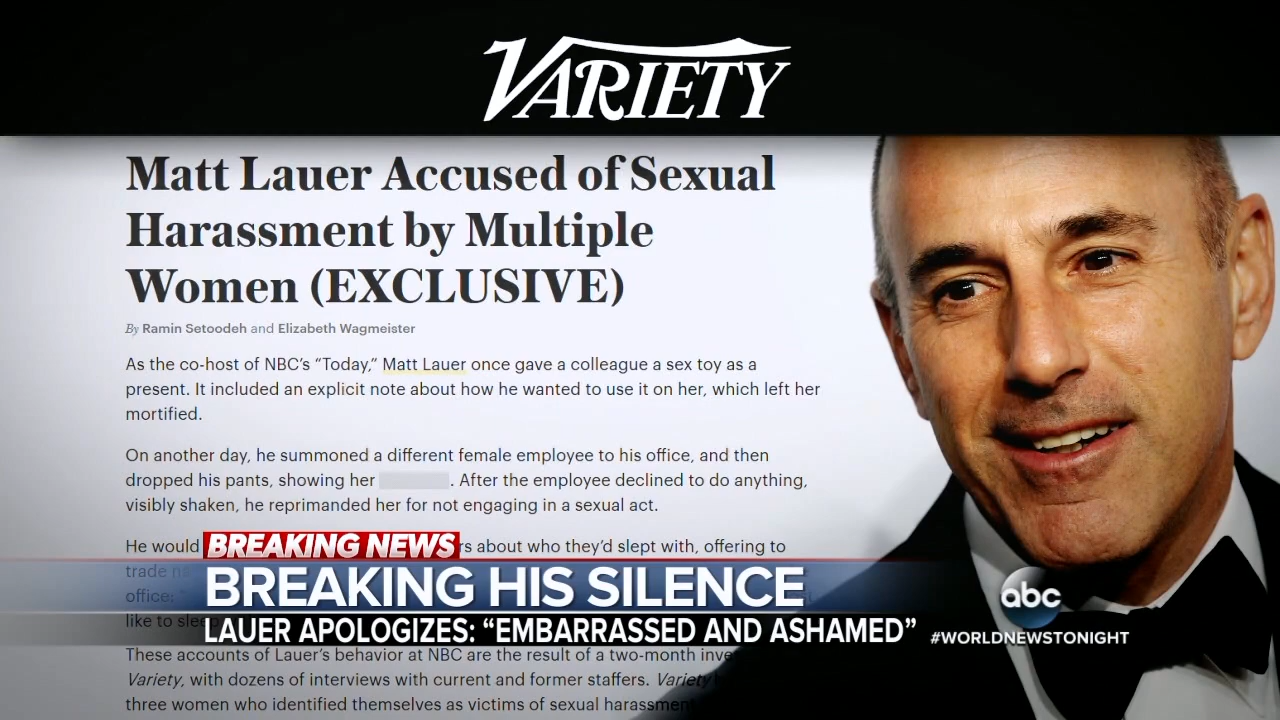 VARIETY
Matt Lauer Accused of Sexual
Harassment by Multiple
Women (EXCLUSIVE)
By Ramin Setoodeh and Elizabeth Wagmeister
As the co-host of NBC’s “Today,” Matt Lauer once gave a colleague a sex toy as a
present. It included an explicit note about how he wanted to use it on her, which left her
mortified.
On another day, he summoned a different female employee to his office, and then
dropped his pants, showing her . After the employee declined to do anything,
visibly shaken, he reprimanded her for not engaging in a sexual act.
He would about who they’d slept with, offering to
BREAKING NEWS
trade
BREAKING HIS SILENCE
office:
like to
LAUER APOLOGIZES: “EMBARRASSED AND ASHAMED”
abc
#WORLDNEWSTONIGHT
These accounts of Lauer’s behavior at NBC are the result of a two-month
Variety, with dozens of interviews with current and former staffers. Variety
three women who identified themselves as victims of sexual